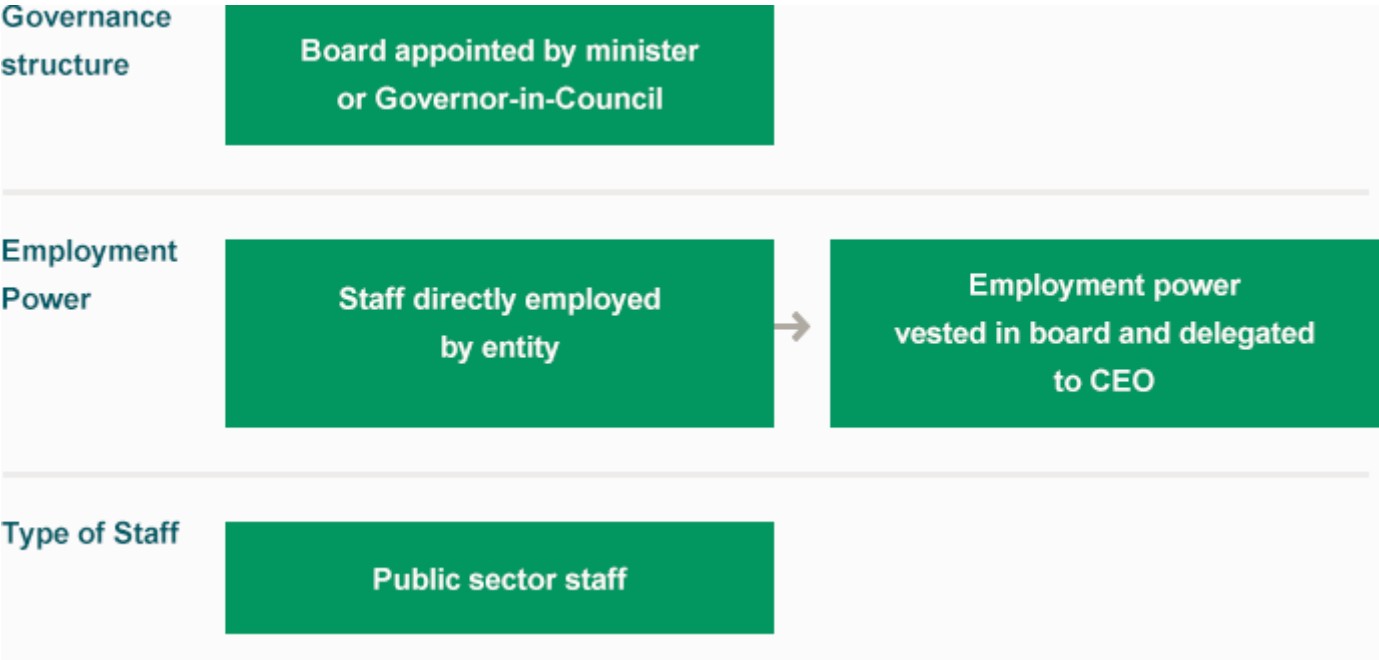 Governance
structure
Board appointed by minister
or Governor-in-Council
Employment
Power
Staff directly employed
by entity
Employment power
vested in board and delegated
to CEO
Type of Staff
Public sector staff